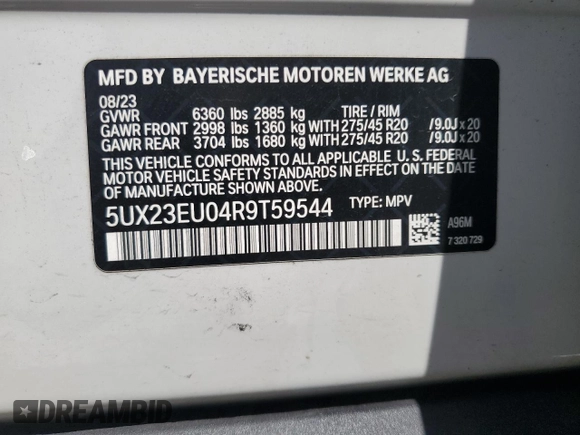 MFD BY BAYERISCHE MOTOREN WERKE AG
08/23
GVWR 6360 lbs 2885 kg TIRE / RIM
GAWR FRONT 2998 lbs 1360 kg WITH 275/45 R20 /9.0J x 20
GAWR REAR 3704 lbs 1680 kg WITH 275/45 R20 /9.0J x 20
THIS VEHICLE CONFORMS TO ALL APPLICABLE U. S. FEDERAL
MOTOR VEHICLE SAFETY STANDARDS IN EFFECT ON THE DATE
OF MANUFACTURE SHOWN ABOVE.
5UX23EU04R9T59544 TYPE: MPV
A96M
7 320 729
DREAMBID